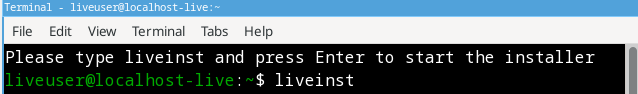 Terminal - liveuser@localhost-live:~
File Edit View Terminal Tabs Help
Please type liveinst and press Enter to start the installer
liveuser@localhost-live:~$ liveinst